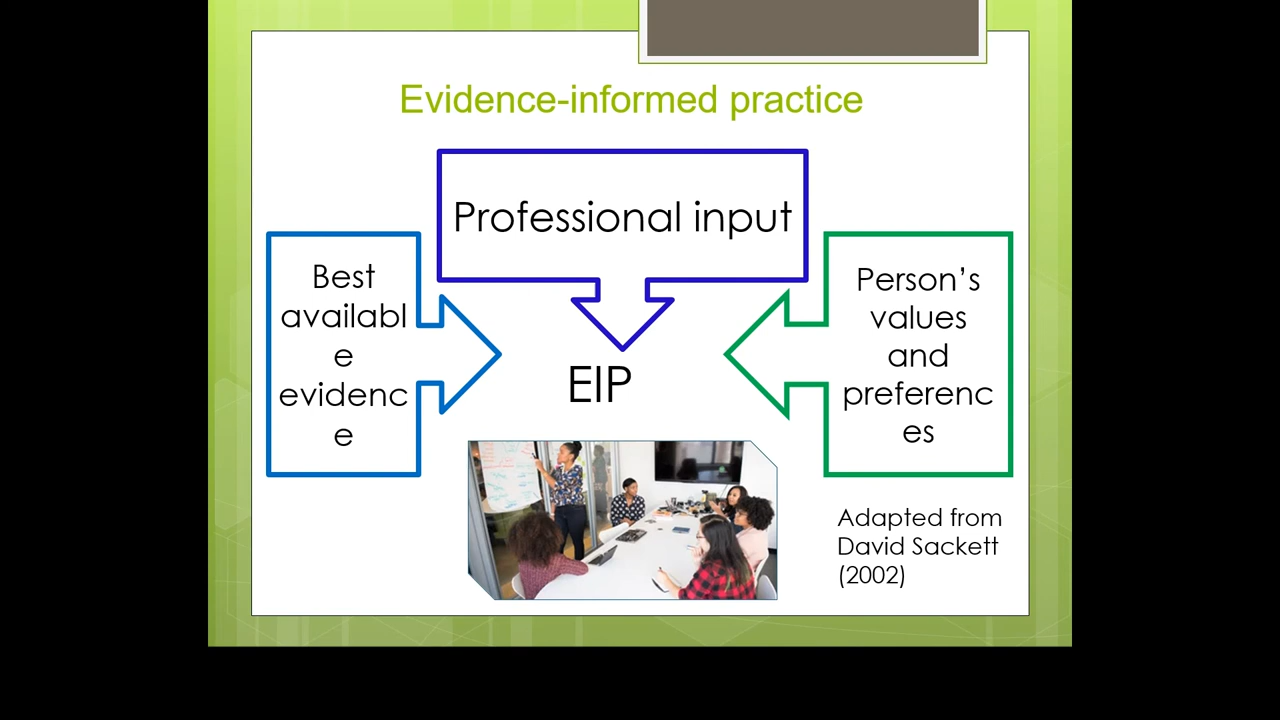 Evidence-informed practice
Professional input
Best
availabl
e
evidenc
e
Person’s
values
and
preferenc
es
EIP
Adapted from
David Sackett
(2002)